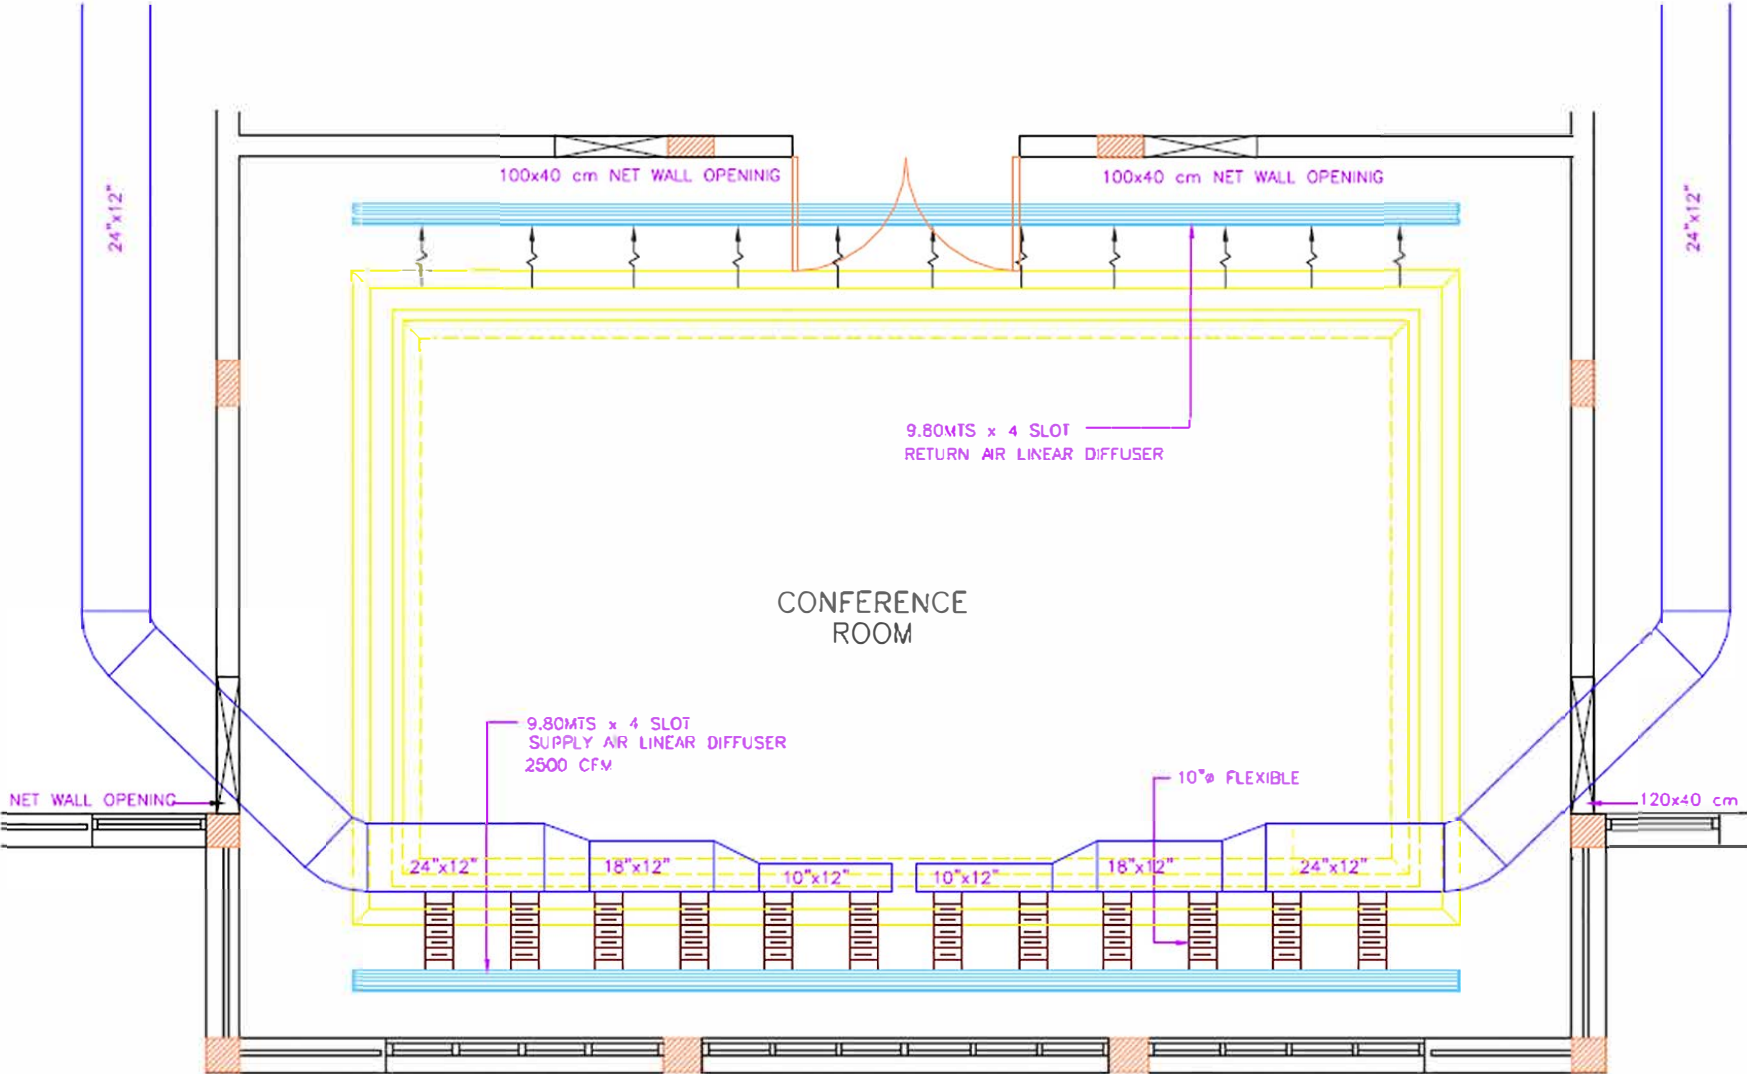 24"x12"
24"x12"
100x40 cm NET WALL OPENINIG
100x40 cm NET WALL OPENINIG
9.80MTS x 4 SLOT
RETURN AIR LINEAR DIFFUSER
CONFERENCE
ROOM
9.80MTS x 4 SLOT
SUPPLY AIR LINEAR DIFFUSER
2500 CFM
10"ø FLEXIBLE
NET WALL OPENING
120x40 cm
24"x12"
18"x12"
10"x12"
10"x12"
18"x12"
24"x12"